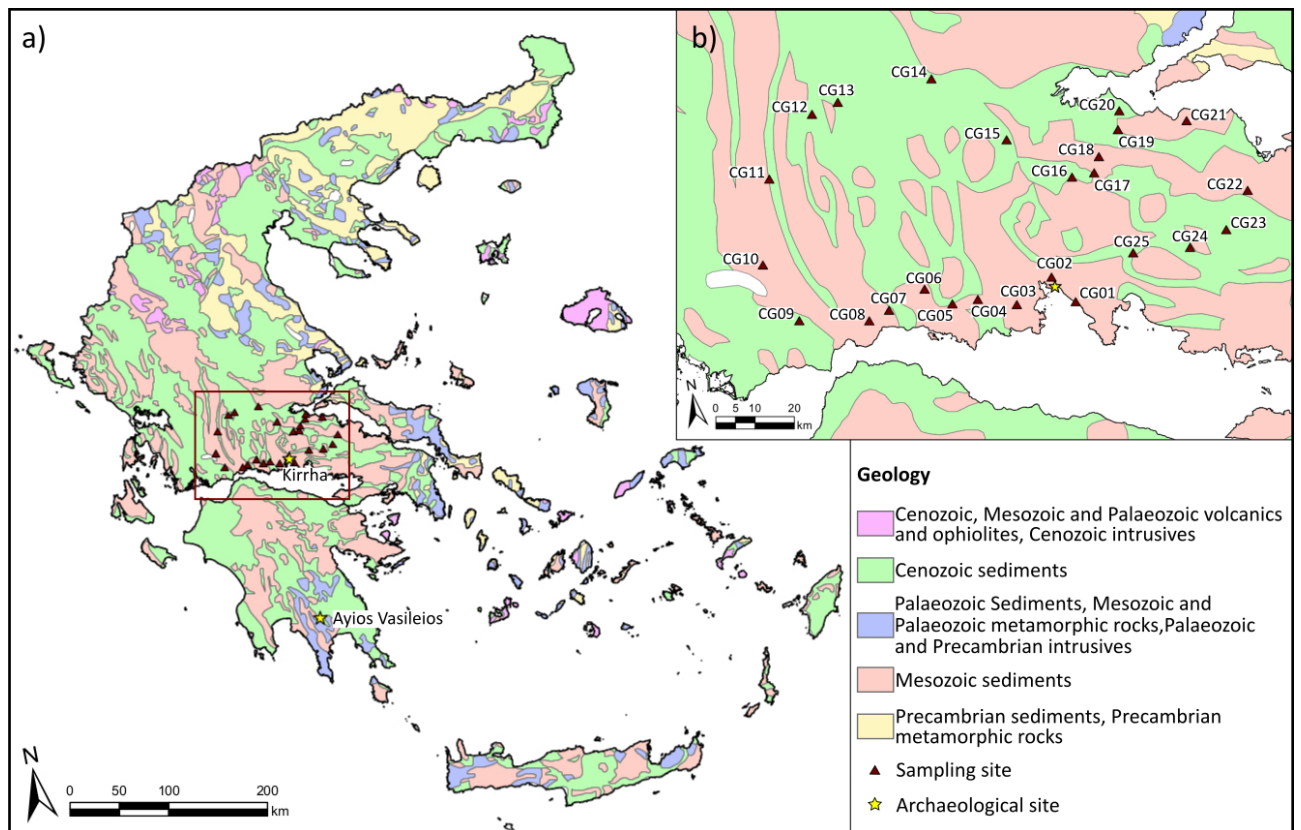 a)
Kirrha
Ayios Vasileios
N
0 50 100 200
km
b)
CG14
CG13
CG12
CG20
CG21
CG19
CG15
CG18
CG11
CG16
CG17
CG22
CG23
CG24
CG25
CG10
CG02
CG06
CG07
CG03
CG01
CG09
CG08
CG05
CG04
N
0 5 10 20
km
Geology
Cenozoic, Mesozoic and Palaeozoic volcanics
and ophiolites, Cenozoic intrusives
Cenozoic sediments
Palaeozoic Sediments, Mesozoic and
Palaeozoic metamorphic rocks,Palaeozoic
and Precambrian intrusives
Mesozoic sediments
Precambrian sediments, Precambrian
metamorphic rocks
Sampling site
Archaeological site